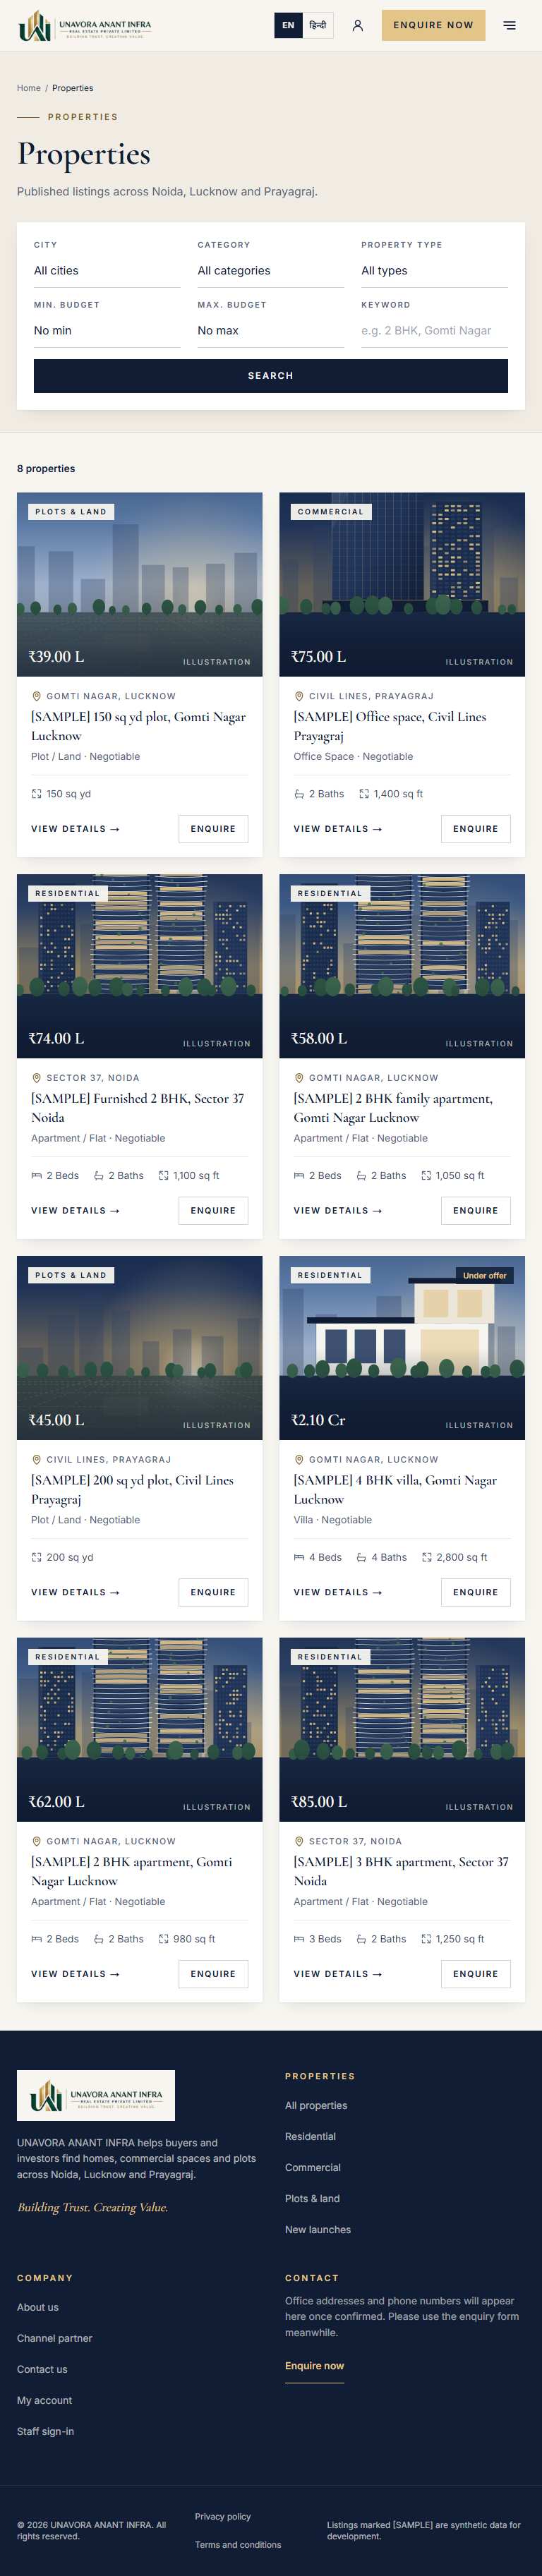 UNAVORA ANANT INFRA
REAL ESTATE PRIVATE LIMITED
BUILDING TRUST. CREATING VALUE.
EN
हिन्दी
ENQUIRE NOW
Home / Properties
PROPERTIES
Properties
Published listings across Noida, Lucknow and Prayagraj.
CITY
CATEGORY
PROPERTY TYPE
All cities
All categories
All types
MIN. BUDGET
MAX. BUDGET
KEYWORD
No min
No max
e.g. 2 BHK, Gomti Nagar
SEARCH
8 properties
PLOTS & LAND
₹39.00 L
ILLUSTRATION
GOMTI NAGAR, LUCKNOW
[SAMPLE] 150 sq yd plot, Gomti Nagar
Lucknow
Plot / Land · Negotiable
150 sq yd
VIEW DETAILS →
ENQUIRE
COMMERCIAL
₹75.00 L
ILLUSTRATION
CIVIL LINES, PRAYAGRAJ
[SAMPLE] Office space, Civil Lines
Prayagraj
Office Space · Negotiable
2 Baths
1,400 sq ft
VIEW DETAILS →
ENQUIRE
RESIDENTIAL
₹74.00 L
ILLUSTRATION
SECTOR 37, NOIDA
[SAMPLE] Furnished 2 BHK, Sector 37
Noida
Apartment / Flat · Negotiable
2 Beds
2 Baths
1,100 sq ft
VIEW DETAILS →
ENQUIRE
RESIDENTIAL
₹58.00 L
ILLUSTRATION
GOMTI NAGAR, LUCKNOW
[SAMPLE] 2 BHK family apartment,
Gomti Nagar Lucknow
Apartment / Flat · Negotiable
2 Beds
2 Baths
1,050 sq ft
VIEW DETAILS →
ENQUIRE
PLOTS & LAND
₹45.00 L
ILLUSTRATION
CIVIL LINES, PRAYAGRAJ
[SAMPLE] 200 sq yd plot, Civil Lines
Prayagraj
Plot / Land · Negotiable
200 sq yd
VIEW DETAILS →
ENQUIRE
RESIDENTIAL
Under offer
₹2.10 Cr
ILLUSTRATION
GOMTI NAGAR, LUCKNOW
[SAMPLE] 4 BHK villa, Gomti Nagar
Lucknow
Villa · Negotiable
4 Beds
4 Baths
2,800 sq ft
VIEW DETAILS →
ENQUIRE
RESIDENTIAL
₹62.00 L
ILLUSTRATION
GOMTI NAGAR, LUCKNOW
[SAMPLE] 2 BHK apartment, Gomti
Nagar Lucknow
Apartment / Flat · Negotiable
2 Beds
2 Baths
980 sq ft
VIEW DETAILS →
ENQUIRE
RESIDENTIAL
₹85.00 L
ILLUSTRATION
SECTOR 37, NOIDA
[SAMPLE] 3 BHK apartment, Sector 37
Noida
Apartment / Flat · Negotiable
3 Beds
2 Baths
1,250 sq ft
VIEW DETAILS →
ENQUIRE
UNAVORA ANANT INFRA
REAL ESTATE PRIVATE LIMITED
BUILDING TRUST. CREATING VALUE.
UNAVORA ANANT INFRA helps buyers and
investors find homes, commercial spaces and plots
across Noida, Lucknow and Prayagraj.
Building Trust. Creating Value.
PROPERTIES
All properties
Residential
Commercial
Plots & land
New launches
COMPANY
About us
Channel partner
Contact us
My account
Staff sign-in
CONTACT
Office addresses and phone numbers will appear
here once confirmed. Please use the enquiry form
meanwhile.
Enquire now
© 2026 UNAVORA ANANT INFRA. All
rights reserved.
Privacy policy
Terms and conditions
Listings marked [SAMPLE] are synthetic data for
development.